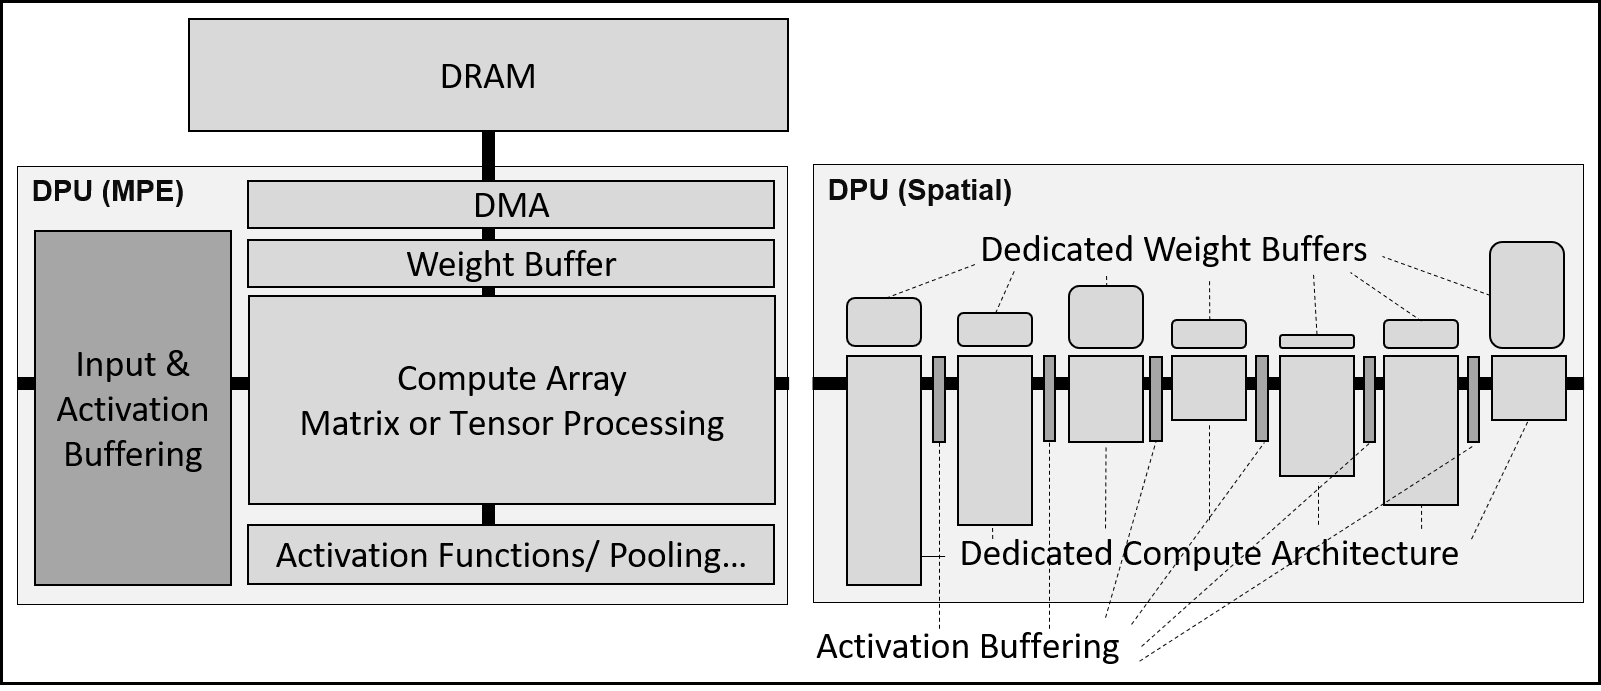 DRAM
DPU (MPE)
DMA
Weight Buffer
Input &
Activation
Buffering
Compute Array
Matrix or Tensor Processing
Activation Functions/ Pooling...
DPU (Spatial)
Dedicated Weight Buffers
Dedicated Compute Architecture
Activation Buffering